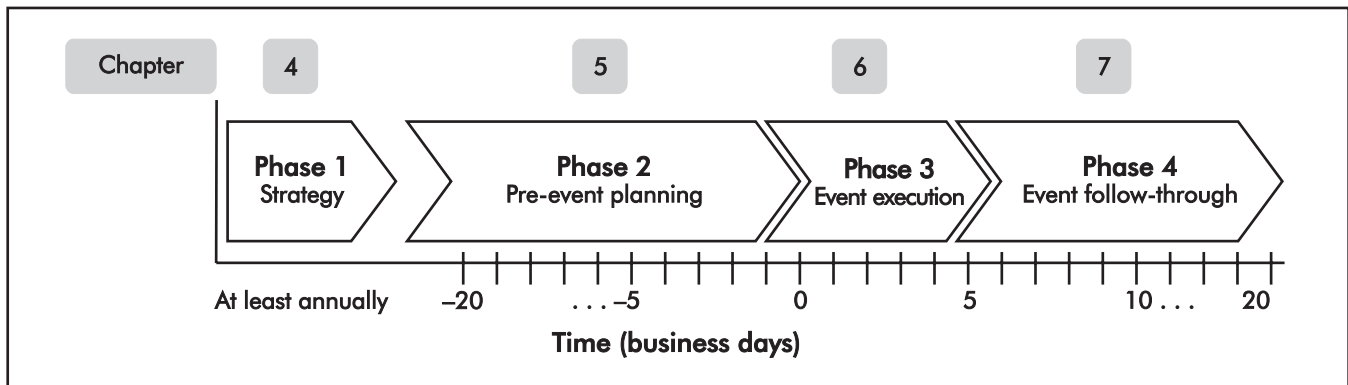 Chapter 4 5 6 7
Phase 1 Phase 2 Phase 3 Phase 4
Strategy Pre-event planning Event execution Event follow-through
At least annually –20 . . . –5 0 5 10 . . . 20
Time (business days)